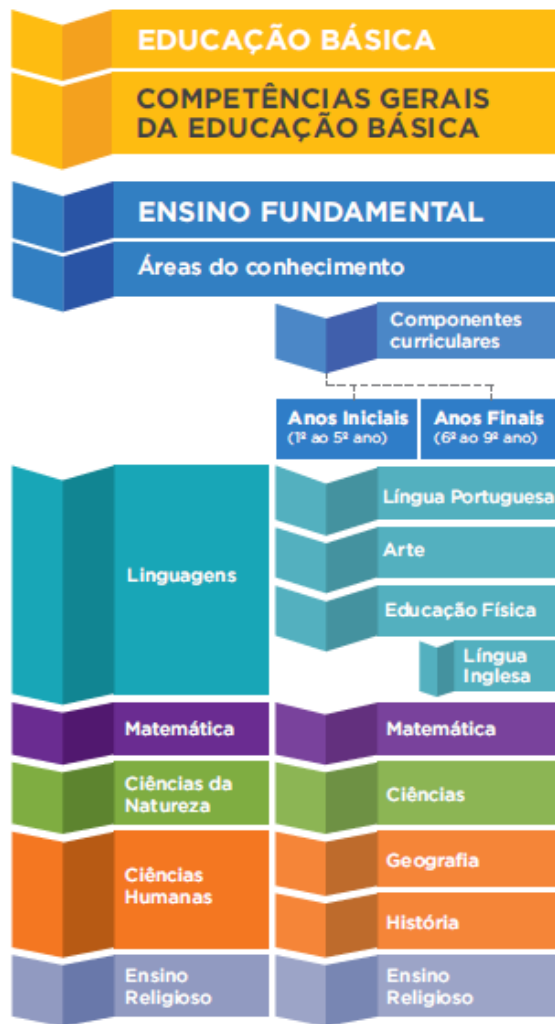 EDUCAÇÃO BÁSICA
COMPETÊNCIAS GERAIS
DA EDUCAÇÃO BÁSICA
ENSINO FUNDAMENTAL
Áreas do conhecimento
Componentes
curriculares
Anos Iniciais
(1º ao 5º ano)
Anos Finais
(6º ao 9º ano)
Linguagens
Língua Portuguesa
Arte
Educação Física
Língua
Inglesa
Matemática
Matemática
Ciências da
Natureza
Ciências
Ciências
Humanas
Geografia
História
Ensino
Religioso
Ensino
Religioso